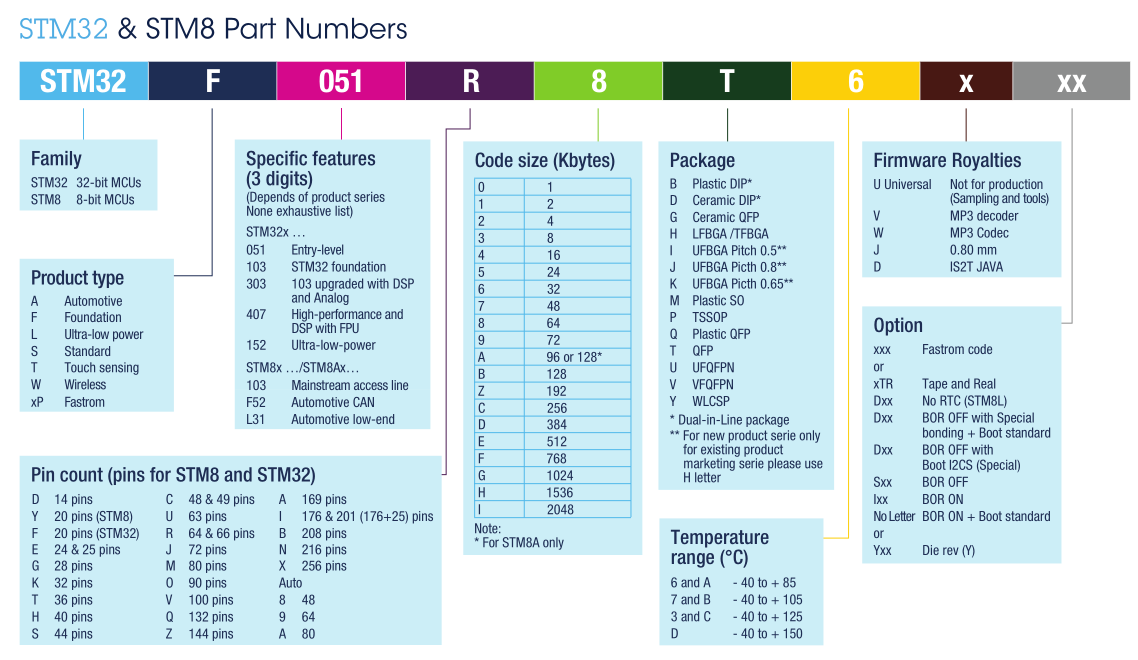 STM32 & STM8 Part Numbers
STM32 F 051 R 8 T 6 x xx
Family
STM32 32-bit MCUs
STM8 8-bit MCUs
Product type
A Automotive
F Foundation
L Ultra-low power
S Standard
T Touch sensing
W Wireless
xP Fastrom
Specific features
(3 digits)
(Depends of product series
None exhaustive list)
STM32x ...
051 Entry-level
103 STM32 foundation
303 103 upgraded with DSP
and Analog
407 High-performance and
DSP with FPU
152 Ultra-low-power
STM8x .../STM8Ax...
103 Mainstream access line
F52 Automotive CAN
L31 Automotive low-end
Pin count (pins for STM8 and STM32)
D 14 pins C 48 & 49 pins A 169 pins
Y 20 pins (STM8) U 63 pins I 176 & 201 (176+25) pins
F 20 pins (STM32) R 64 & 66 pins B 208 pins
E 24 & 25 pins J 72 pins N 216 pins
G 28 pins M 80 pins X 256 pins
K 32 pins O 90 pins Auto
T 36 pins V 100 pins 8 48
H 40 pins Q 132 pins 9 64
S 44 pins Z 144 pins A 80
Code size (Kbytes)
0 1
1 2
2 4
3 8
4 16
5 24
6 32
7 48
8 64
9 72
A 96 or 128*
B 128
Z 192
C 256
D 384
E 512
F 768
G 1024
H 1536
I 2048
Note:
* For STM8A only
Package
B Plastic DIP*
D Ceramic DIP*
G Ceramic QFP
H LFBGA /TFBGA
I UFBGA Pitch 0.5**
J UFBGA Picth 0.8**
K UFBGA Picth 0.65**
M Plastic SO
P TSSOP
Q Plastic QFP
T QFP
U UFQFPN
V VFQFPN
Y WLCSP
* Dual-in-Line package
** For new product serie only
for existing product
marketing serie please use
H letter
Temperature
range (°C)
6 and A - 40 to + 85
7 and B - 40 to + 105
3 and C - 40 to + 125
D - 40 to + 150
Firmware Royalties
U Universal Not for production
(Sampling and tools)
V MP3 decoder
W MP3 Codec
J 0.80 mm
D IS2T JAVA
Option
xxx Fastrom code
or
xTR Tape and Real
Dxx No RTC (STM8L)
Dxx BOR OFF with Special
bonding + Boot standard
Dxx BOR OFF with
Boot I2CS (Special)
Sxx BOR OFF
Ixx BOR ON
No Letter BOR ON + Boot standard
or
Yxx Die rev (Y)